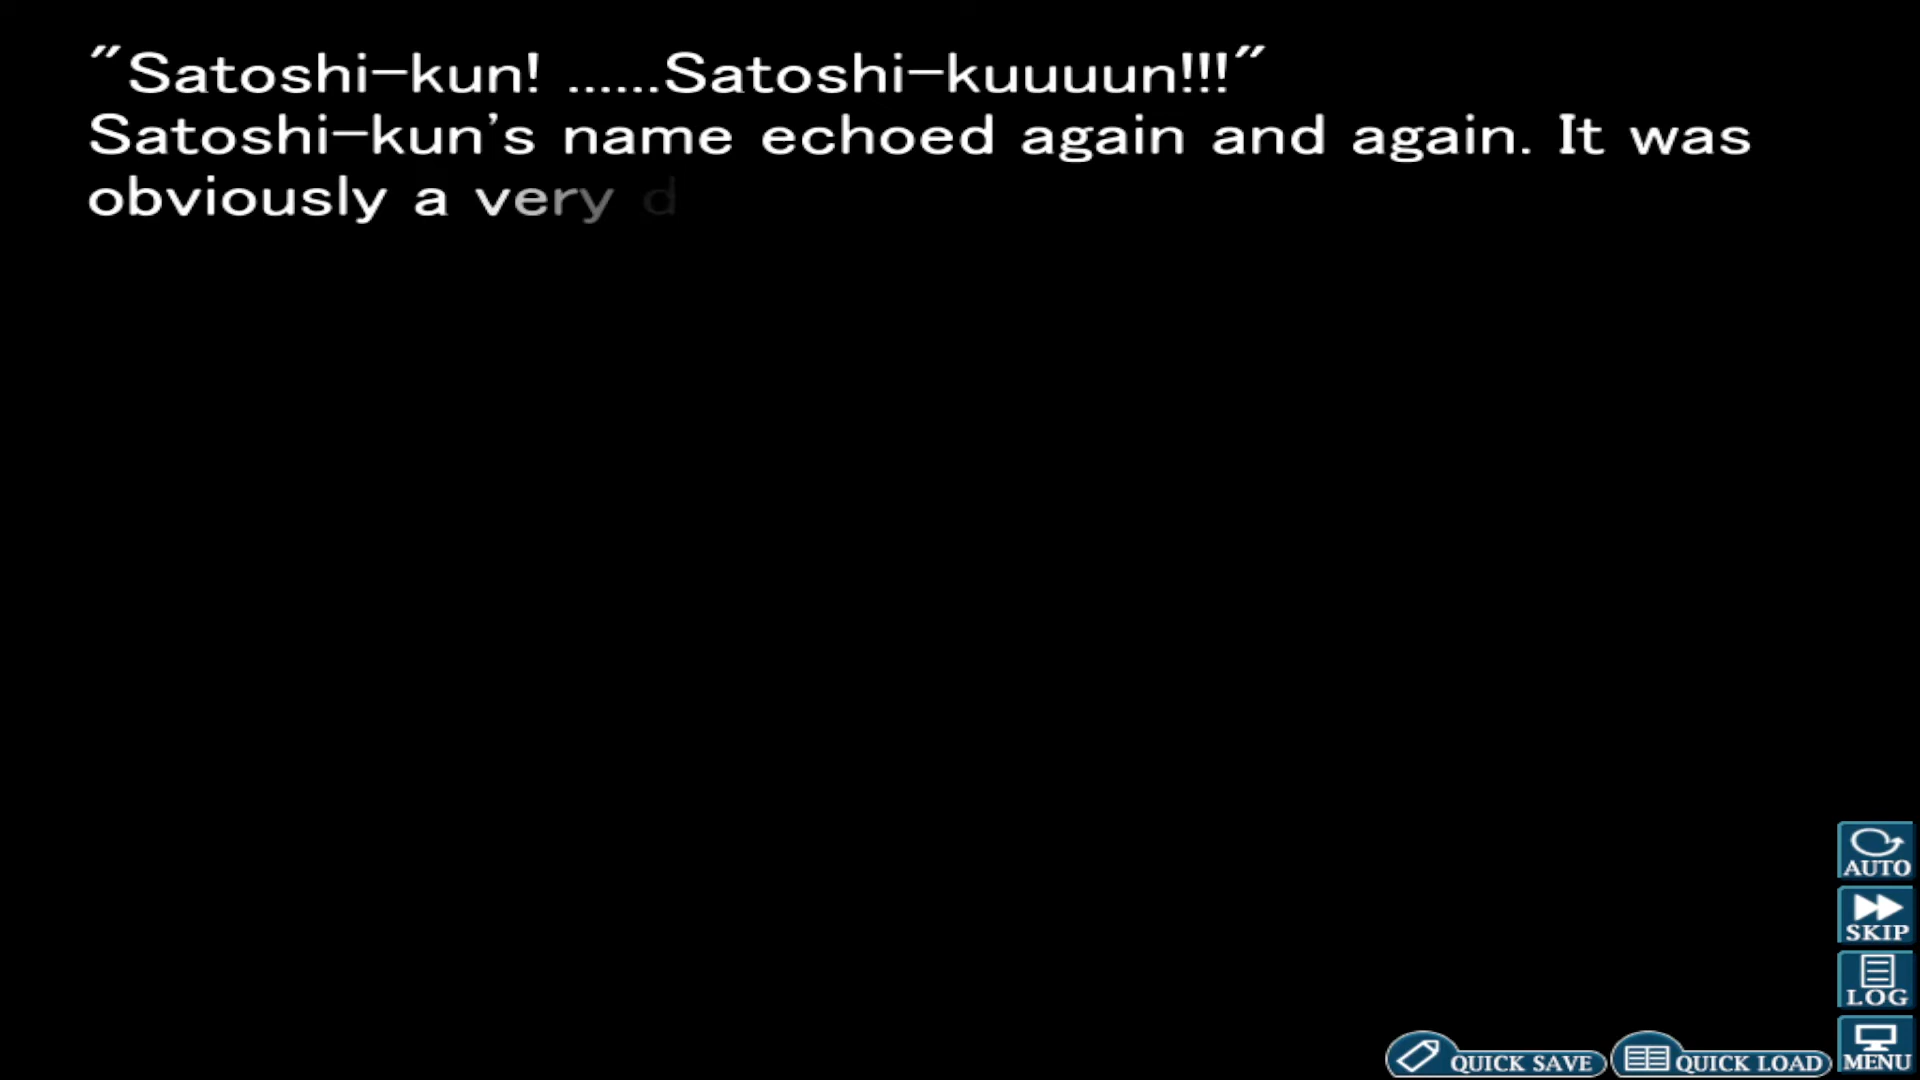 "Satoshi-kun! ......Satoshi-kuuuun!!!"
Satoshi-kun's name echoed again and again. It was
obviously a very d
AUTO
SKIP
LOG
MENU
QUICK SAVE
QUICK LOAD